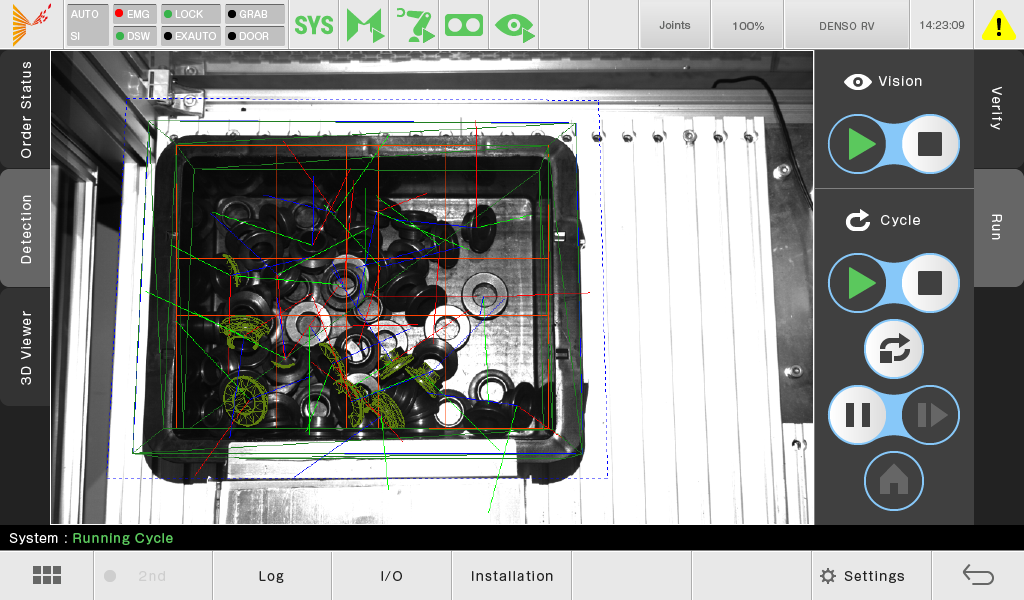 AUTO
EMG
LOCK
GRAB
SI
DSW
EXAUTO
DOOR
SYS
Joints
100%
DENSO RV
14:23:09
Order Status
Detection
3D Viewer
Vision
Cycle
Verify
Run
System : Running Cycle
2nd
Log
I/O
Installation
Settings